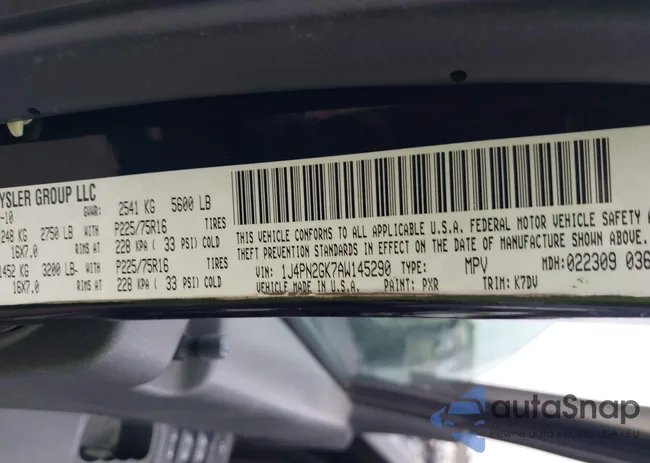 YSLER GROUP LLC
-10 GVWR: 2541 KG 5600 LB
1248 KG 2750 LB WITH P225/75R16 TIRES
16X7.0 RIMS AT 228 KPA ( 33 PSI) COLD
1452 KG 3200 LB WITH P225/75R16 TIRES
16X7.0 RIMS AT 228 KPA ( 33 PSI) COLD
THIS VEHICLE CONFORMS TO ALL APPLICABLE U.S.A. FEDERAL MOTOR VEHICLE SAFETY
THEFT PREVENTION STANDARDS IN EFFECT ON THE DATE OF MANUFACTURE SHOWN ABOVE.
VIN: 1J4PN2GK7AW145290 TYPE: MPV MDH:022309 036
VEHICLE MADE IN U.S.A. PAINT: PXR TRIM: K7DV
autaSnap